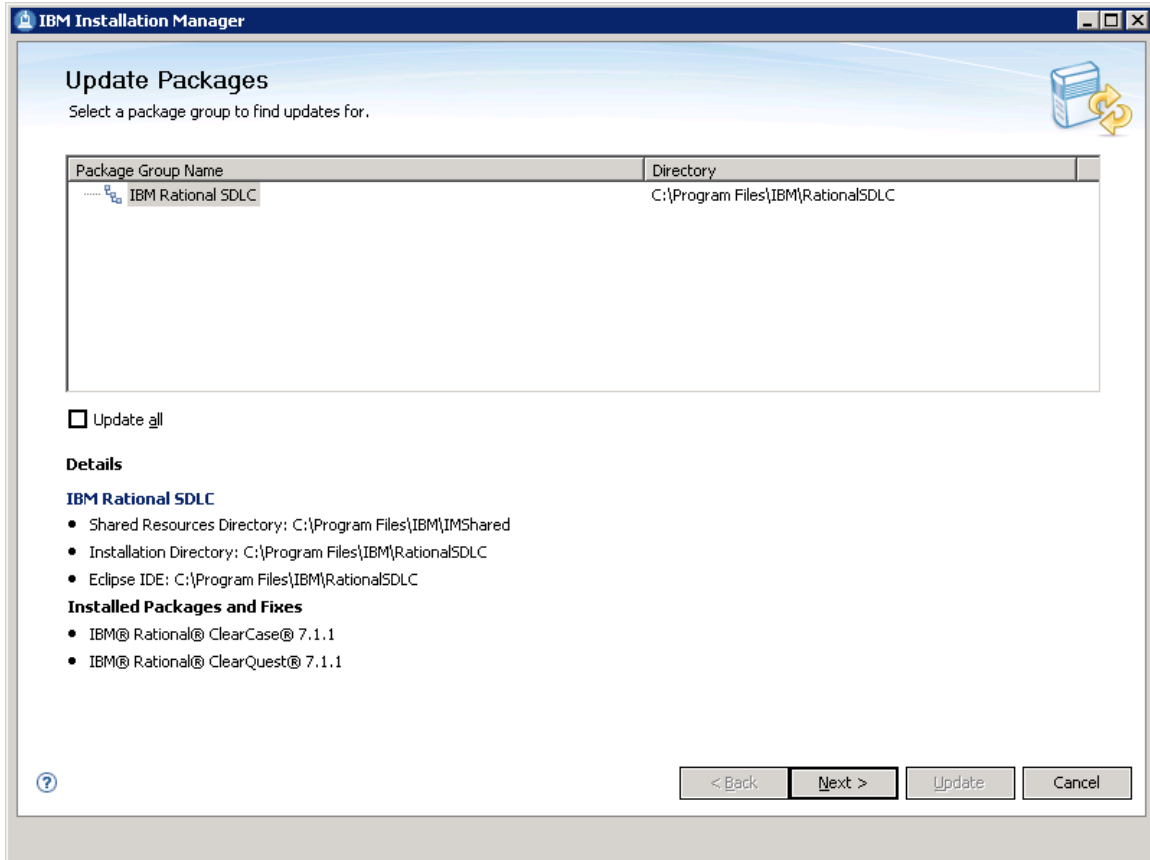 IBM Installation Manager
Update Packages
Select a package group to find updates for.
Package Group Name Directory
IBM Rational SDLC C:\Program Files\IBM\RationalSDLC
Update all
Details
IBM Rational SDLC
• Shared Resources Directory: C:\Program Files\IBM\IMShared
• Installation Directory: C:\Program Files\IBM\RationalSDLC
• Eclipse IDE: C:\Program Files\IBM\RationalSDLC
Installed Packages and Fixes
• IBM® Rational® ClearCase® 7.1.1
• IBM® Rational® ClearQuest® 7.1.1
? < Back Next > Update Cancel